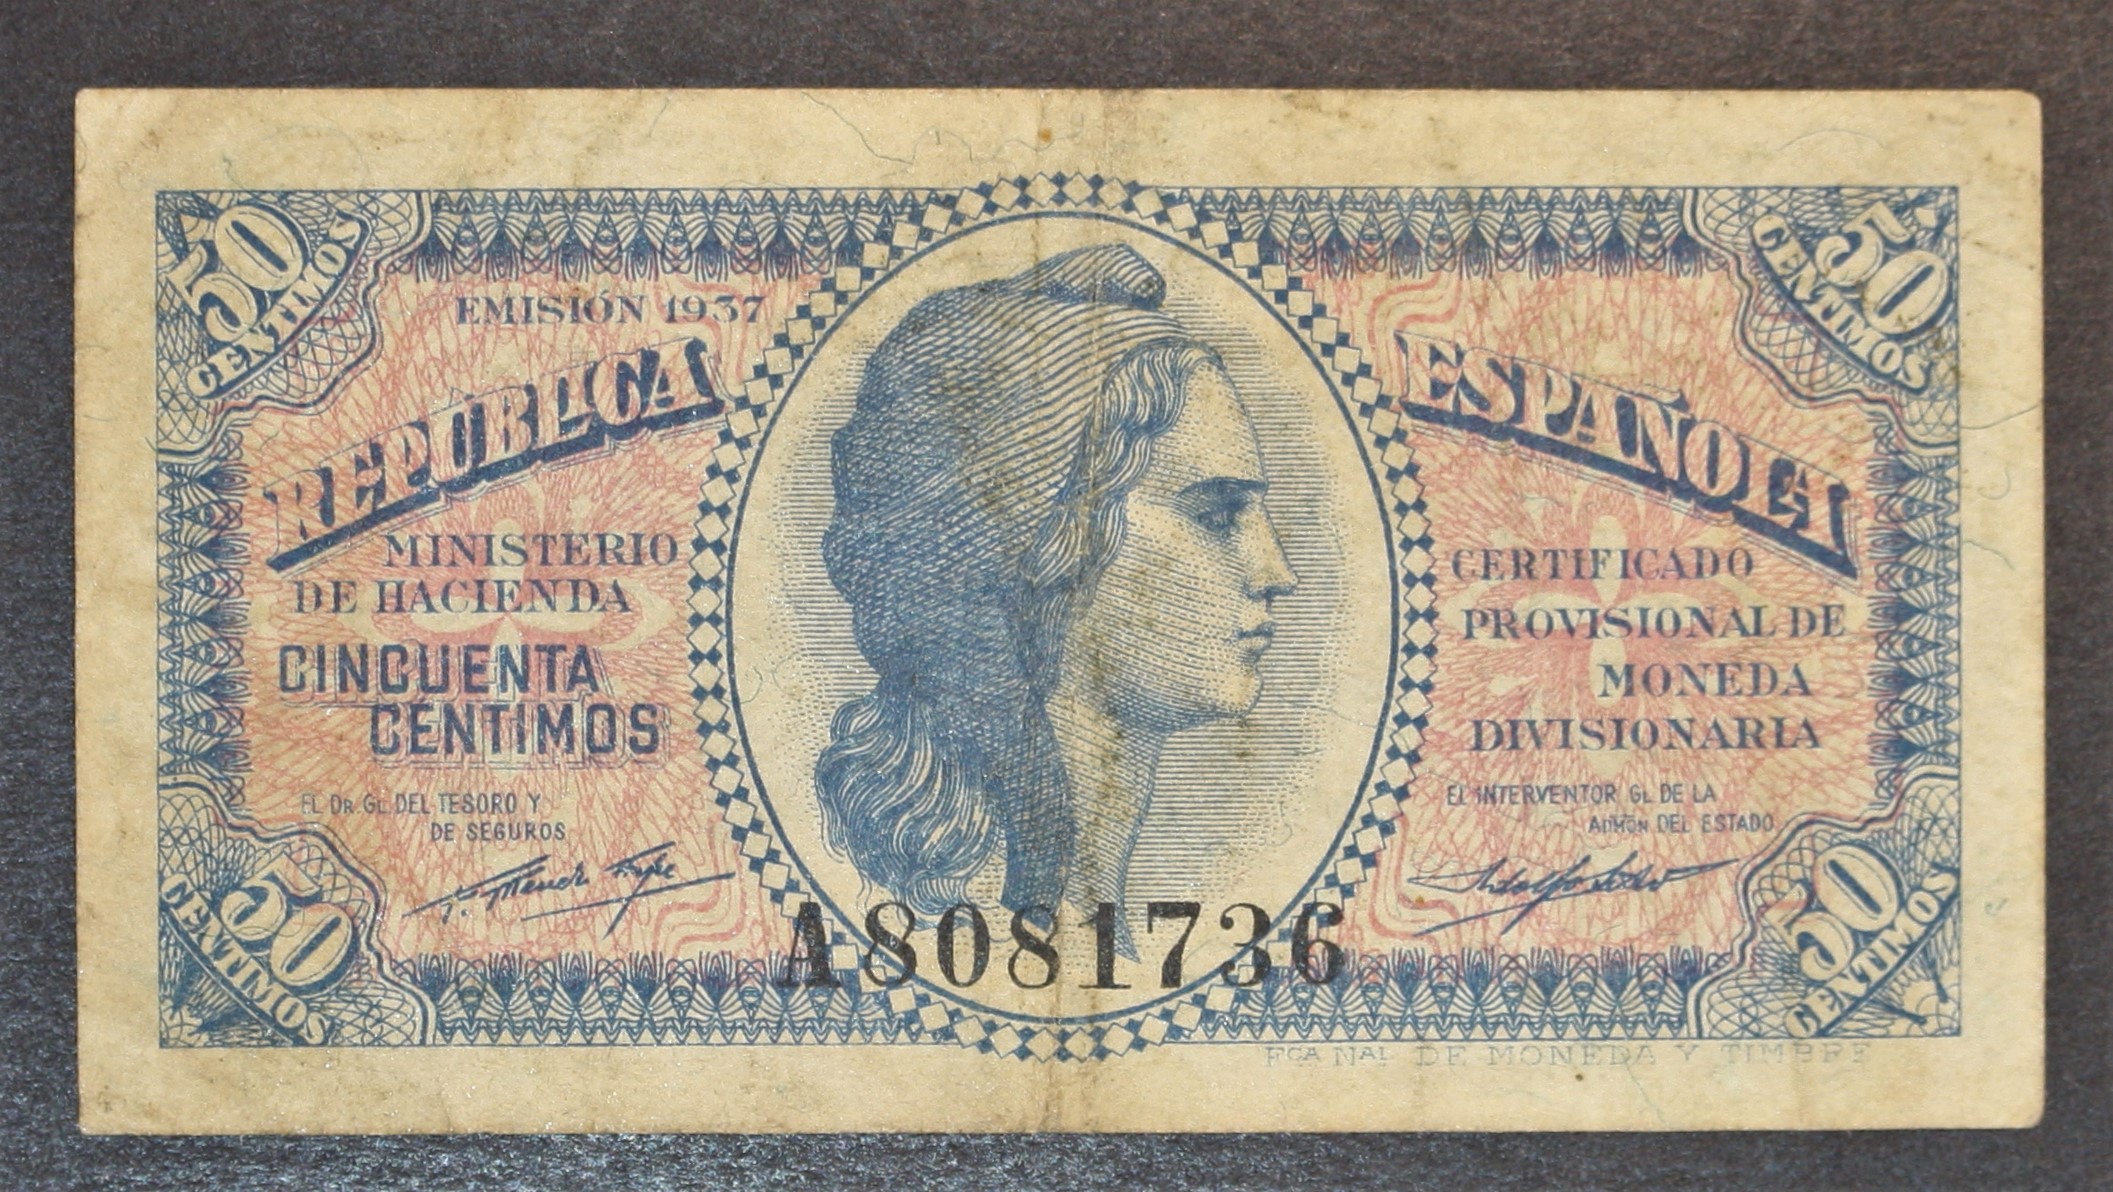 50
CENTIMOS
50
CENTIMOS
EMISIÓN 1937
REPÚBLICA
ESPAÑOLA
MINISTERIO
DE HACIENDA
CINCUENTA
CENTIMOS
CERTIFICADO
PROVISIONAL DE
MONEDA
DIVISIONARIA
EL DR. GL. DEL TESORO Y
DE SEGUROS
EL INTERVENTOR GL DE LA
ADMÓN DEL ESTADO
A8081736
50
CENTIMOS
50
CENTIMOS
FCA NAL DE MONEDA Y TIMBRE